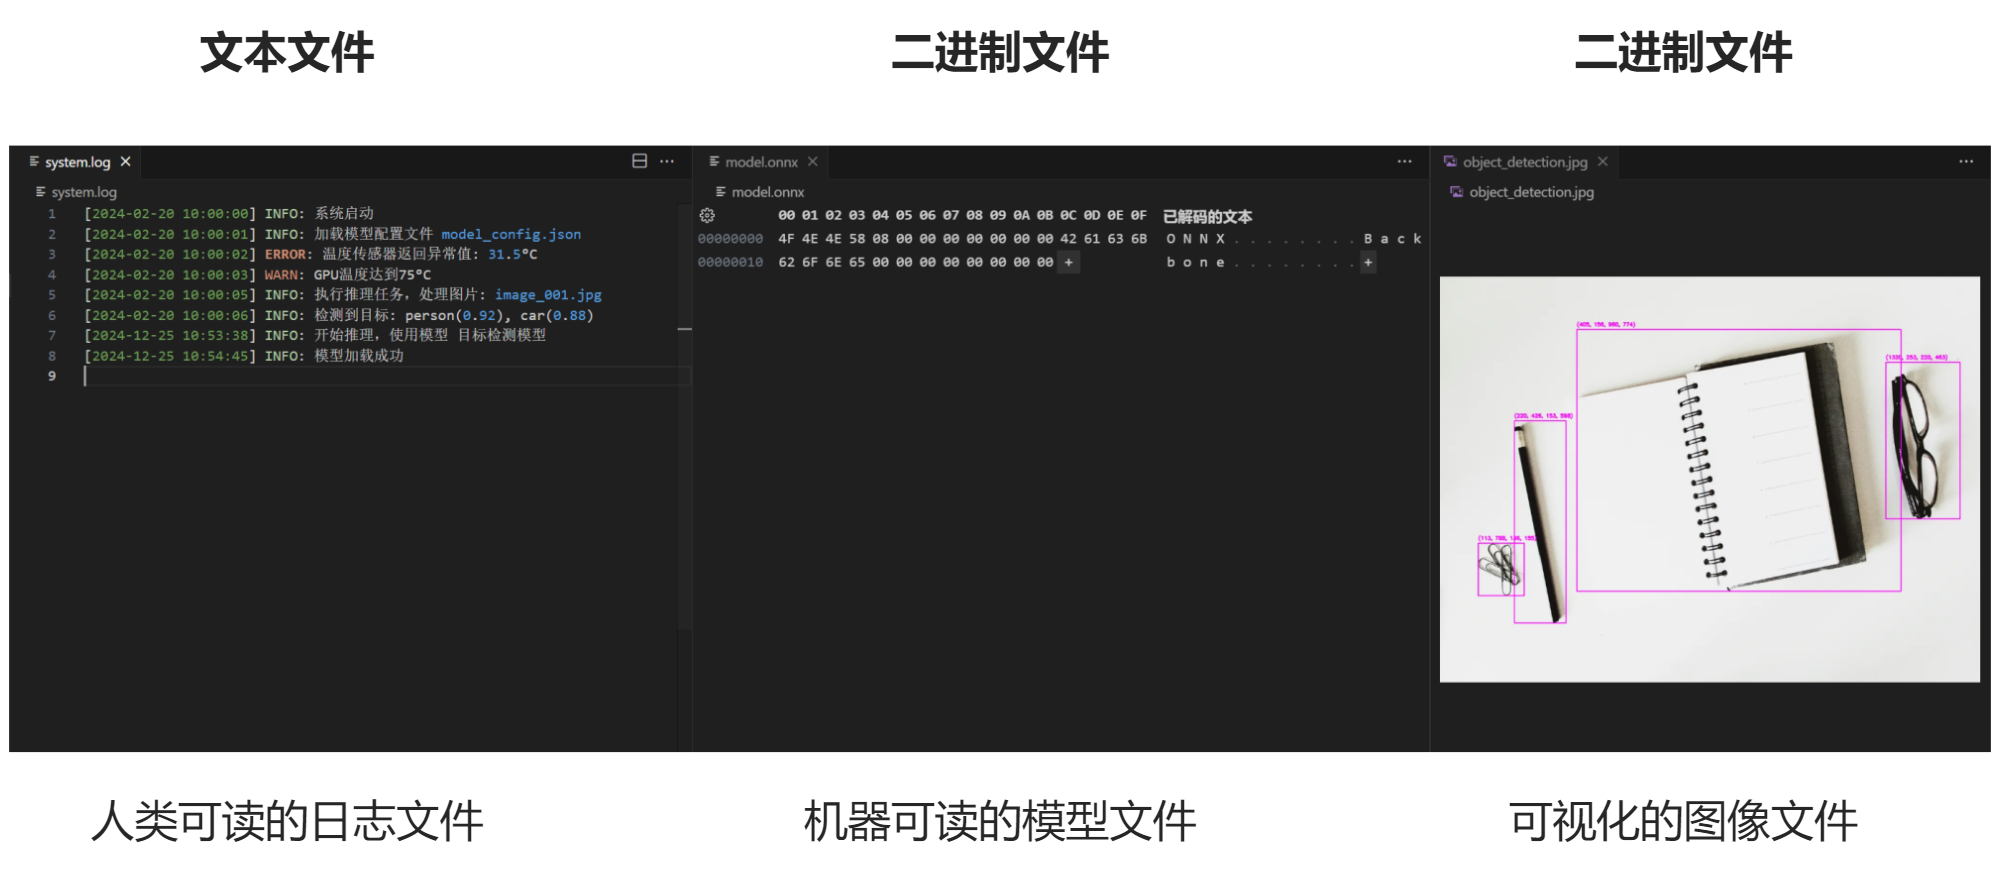 文本文件
二进制文件
二进制文件
system.log
system.log
1 [2024-02-20 10:00:00] INFO: 系统启动
2 [2024-02-20 10:00:01] INFO: 加载模型配置文件 model_config.json
3 [2024-02-20 10:00:02] ERROR: 温度传感器返回异常值: 31.5°C
4 [2024-02-20 10:00:03] WARN: GPU温度达到75°C
5 [2024-02-20 10:00:05] INFO: 执行推理任务，处理图片: image_001.jpg
6 [2024-02-20 10:00:06] INFO: 检测到目标: person(0.92), car(0.88)
7 [2024-12-25 10:53:38] INFO: 开始推理，使用模型 目标检测模型
8 [2024-12-25 10:54:45] INFO: 模型加载成功
9
model.onnx
model.onnx
00 01 02 03 04 05 06 07 08 09 0A 0B 0C 0D 0E 0F 已解码的文本
00000000 4F 4E 4E 58 08 00 00 00 00 00 00 00 42 61 63 6B O N N X . . . . . . . . B a c k
00000010 62 6F 6E 65 00 00 00 00 00 00 00 00 + b o n e . . . . . . . . +
object_detection.jpg
object_detection.jpg
人类可读的日志文件
机器可读的模型文件
可视化的图像文件